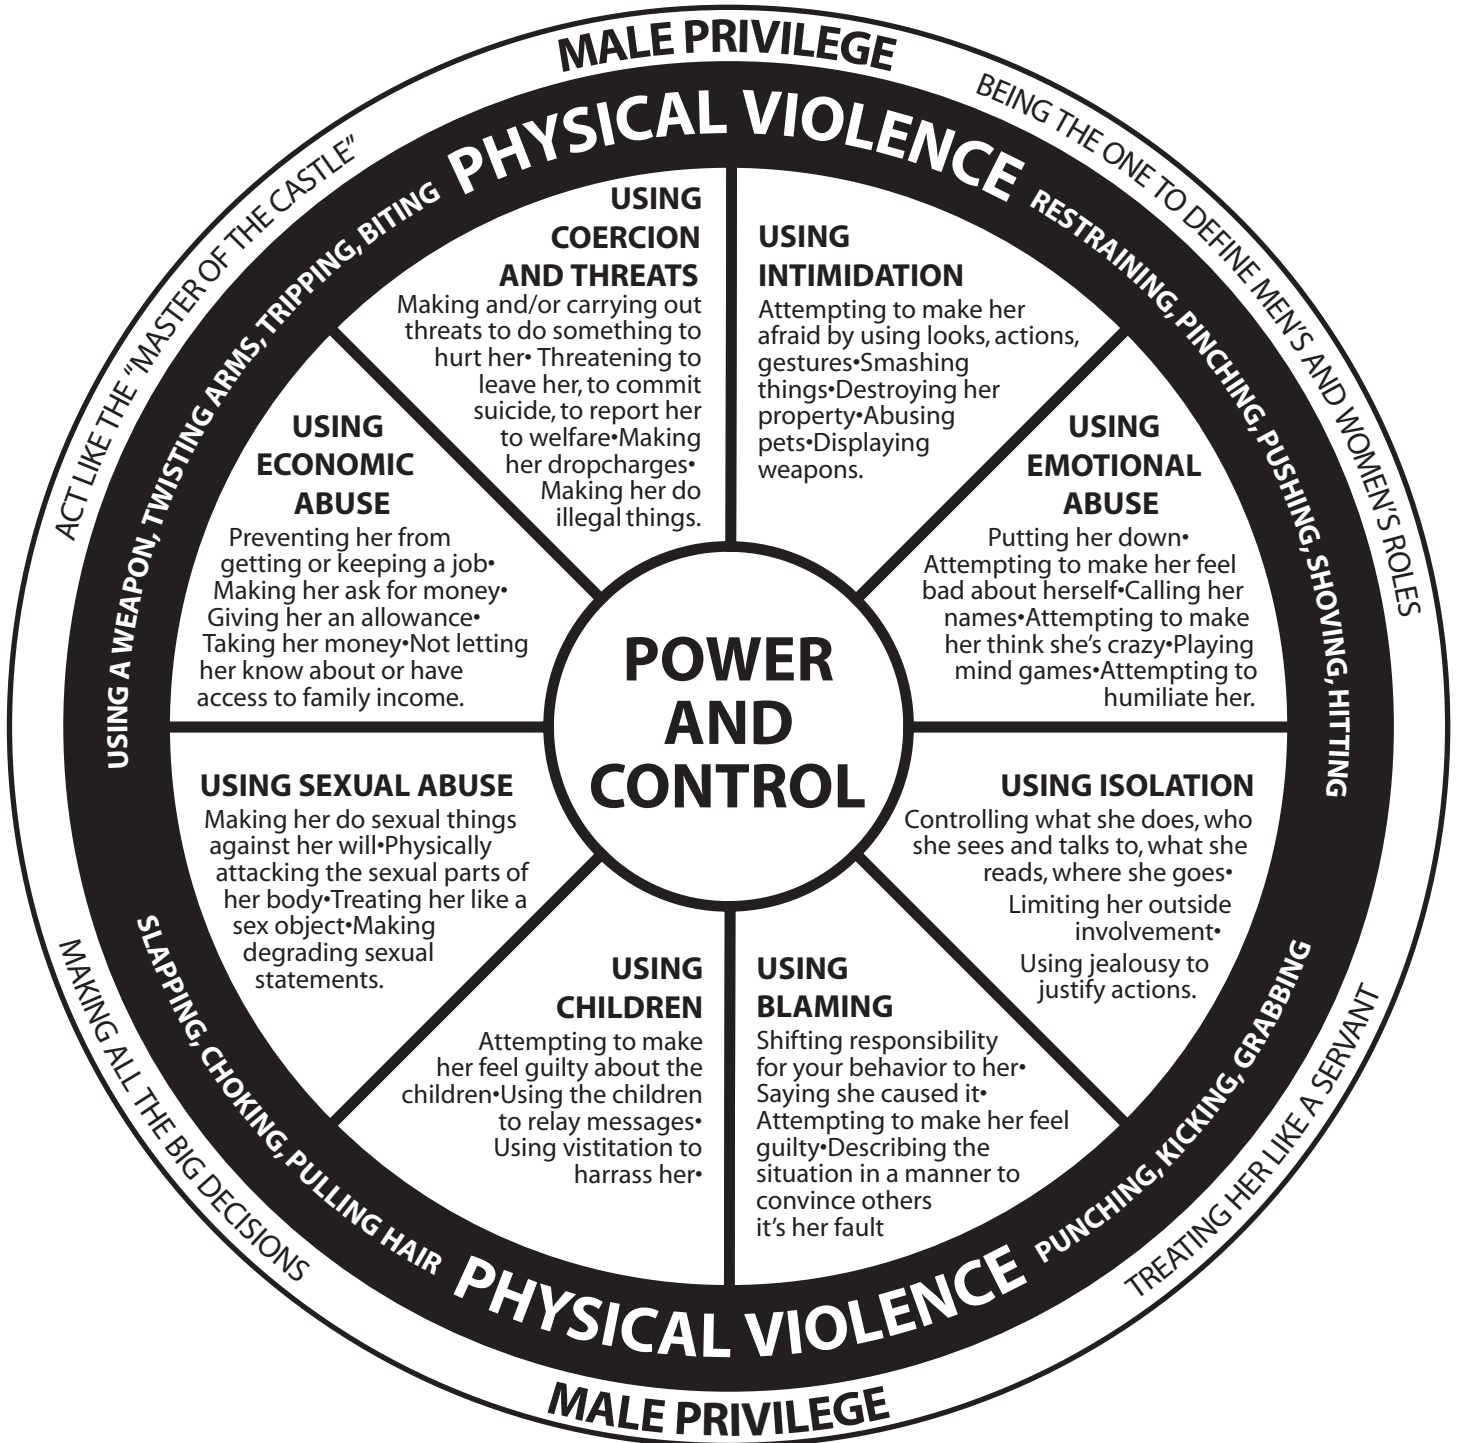 MALE PRIVILEGE
BEING THE ONE TO DEFINE MEN'S AND WOMEN'S ROLES
TREATING HER LIKE A SERVANT
MALE PRIVILEGE
MAKING ALL THE BIG DECISIONS
ACT LIKE THE "MASTER OF THE CASTLE"
PHYSICAL VIOLENCE
RESTRAINING, PINCHING, PUSHING, SHOVING, HITTING
PUNCHING, KICKING, GRABBING
PHYSICAL VIOLENCE
SLAPPING, CHOKING, PULLING HAIR
USING A WEAPON, TWISTING ARMS, TRIPPING, BITING
USING
COERCION
AND THREATS
Making and/or carrying out
threats to do something to
hurt her• Threatening to
leave her, to commit
suicide, to report her
to welfare•Making
her dropcharges•
Making her do
illegal things.
USING
INTIMIDATION
Attempting to make her
afraid by using looks, actions,
gestures•Smashing
things•Destroying her
property•Abusing
pets•Displaying
weapons.
USING
EMOTIONAL
ABUSE
Putting her down•
Attempting to make her feel
bad about herself•Calling her
names•Attempting to make
her think she's crazy•Playing
mind games•Attempting to
humiliate her.
USING ISOLATION
Controlling what she does, who
she sees and talks to, what she
reads, where she goes•
Limiting her outside
involvement•
Using jealousy to
justify actions.
USING
BLAMING
Shifting responsibility
for your behavior to her•
Saying she caused it•
Attempting to make her feel
guilty•Describing the
situation in a manner to
convince others
it's her fault
USING
CHILDREN
Attempting to make
her feel guilty about the
children•Using the children
to relay messages•
Using vistitation to
harrass her•
USING SEXUAL ABUSE
Making her do sexual things
against her will•Physically
attacking the sexual parts of
her body•Treating her like a
sex object•Making
degrading sexual
statements.
USING
ECONOMIC
ABUSE
Preventing her from
getting or keeping a job•
Making her ask for money•
Giving her an allowance•
Taking her money•Not letting
her know about or have
access to family income.
POWER
AND
CONTROL